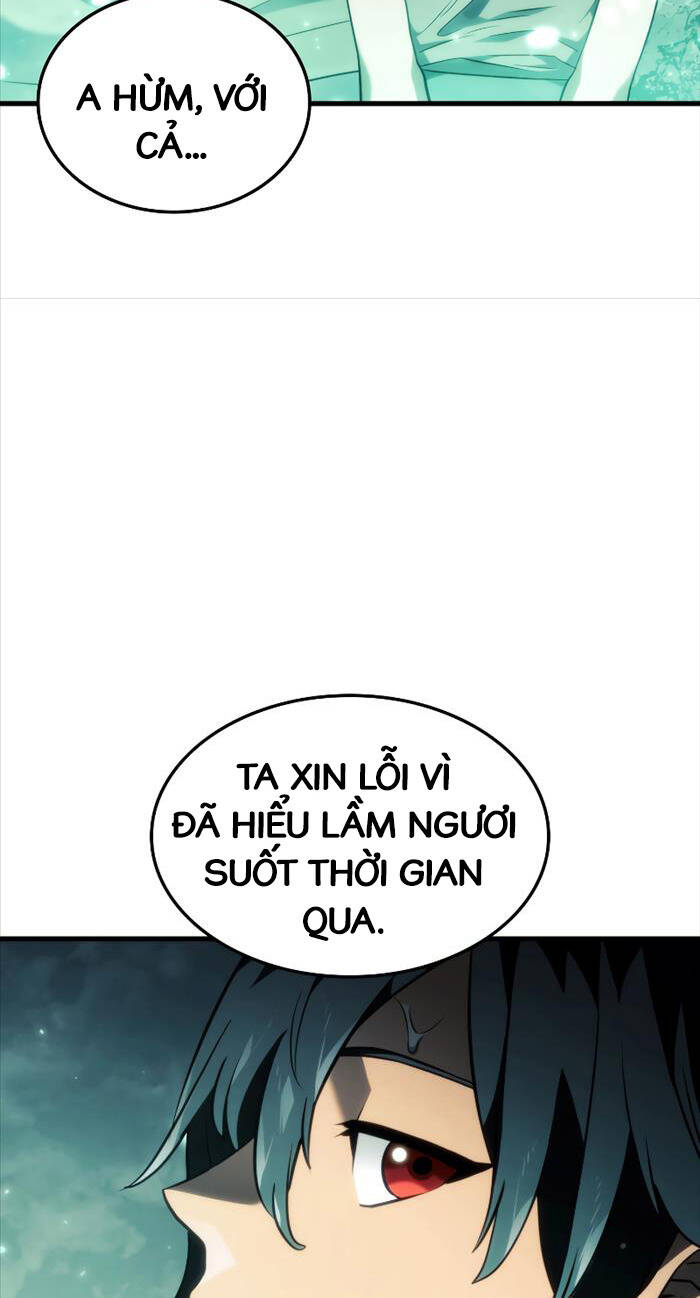 A HỪM, VỚI
CẢ...
TA XIN LỖI VÌ
ĐÃ HIỂU LẦM NGƯƠI
SUỐT THỜI GIAN
QUA.